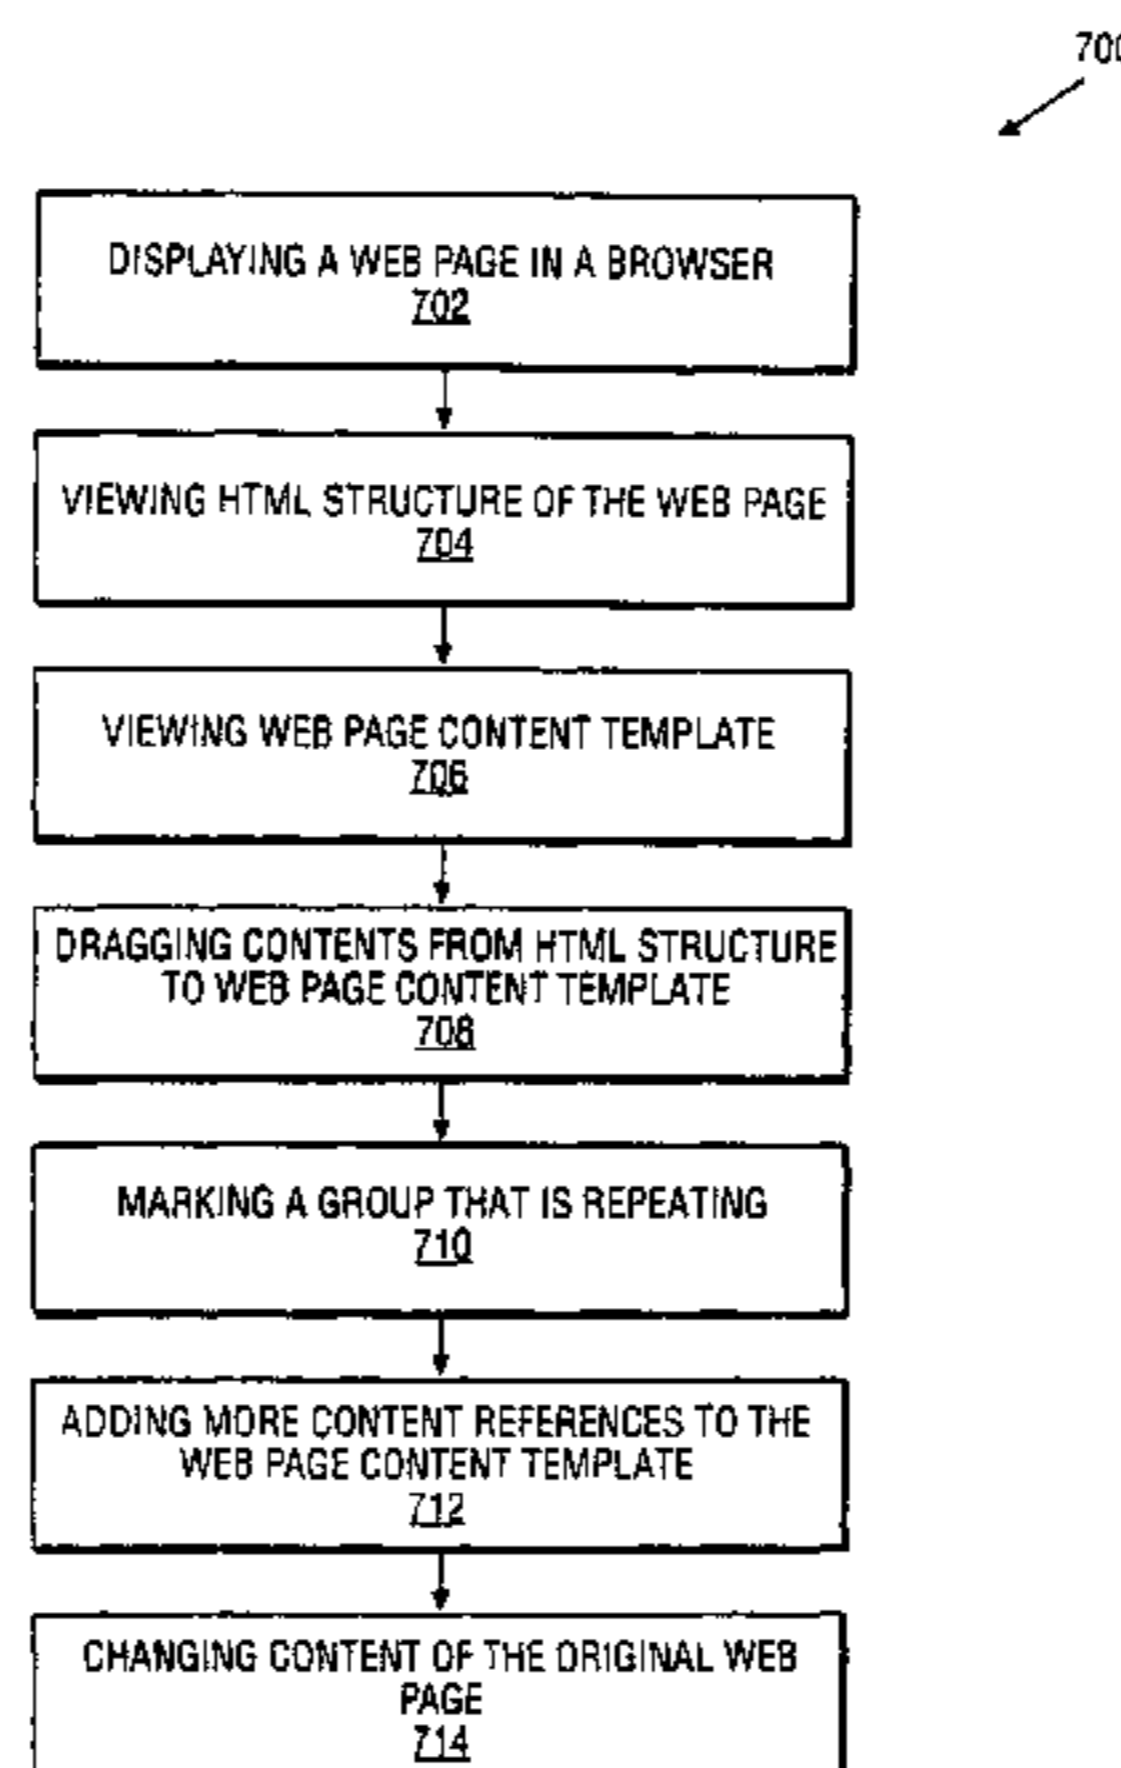 700
DISPLAYING A WEB PAGE IN A BROWSER
702
VIEWING HTML STRUCTURE OF THE WEB PAGE
704
VIEWING WEB PAGE CONTENT TEMPLATE
706
DRAGGING CONTENTS FROM HTML STRUCTURE
TO WEB PAGE CONTENT TEMPLATE
708
MARKING A GROUP THAT IS REPEATING
710
ADDING MORE CONTENT REFERENCES TO THE
WEB PAGE CONTENT TEMPLATE
712
CHANGING CONTENT OF THE ORIGINAL WEB
PAGE
714